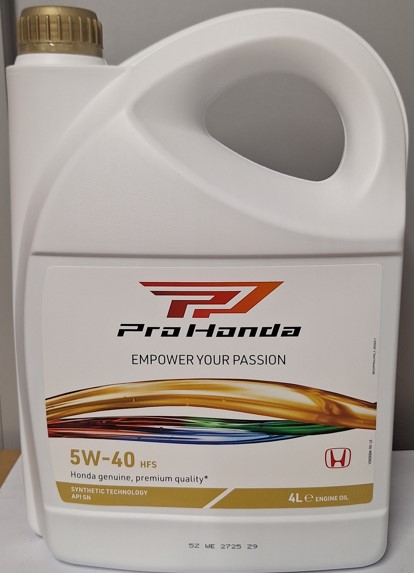 Pro Honda
EMPOWER YOUR PASSION
5W-40 HFS
Honda genuine, premium quality*
SYNTHETIC TECHNOLOGY
API SN
4L℮ ENGINE OIL
5Z WE 2725 Z9